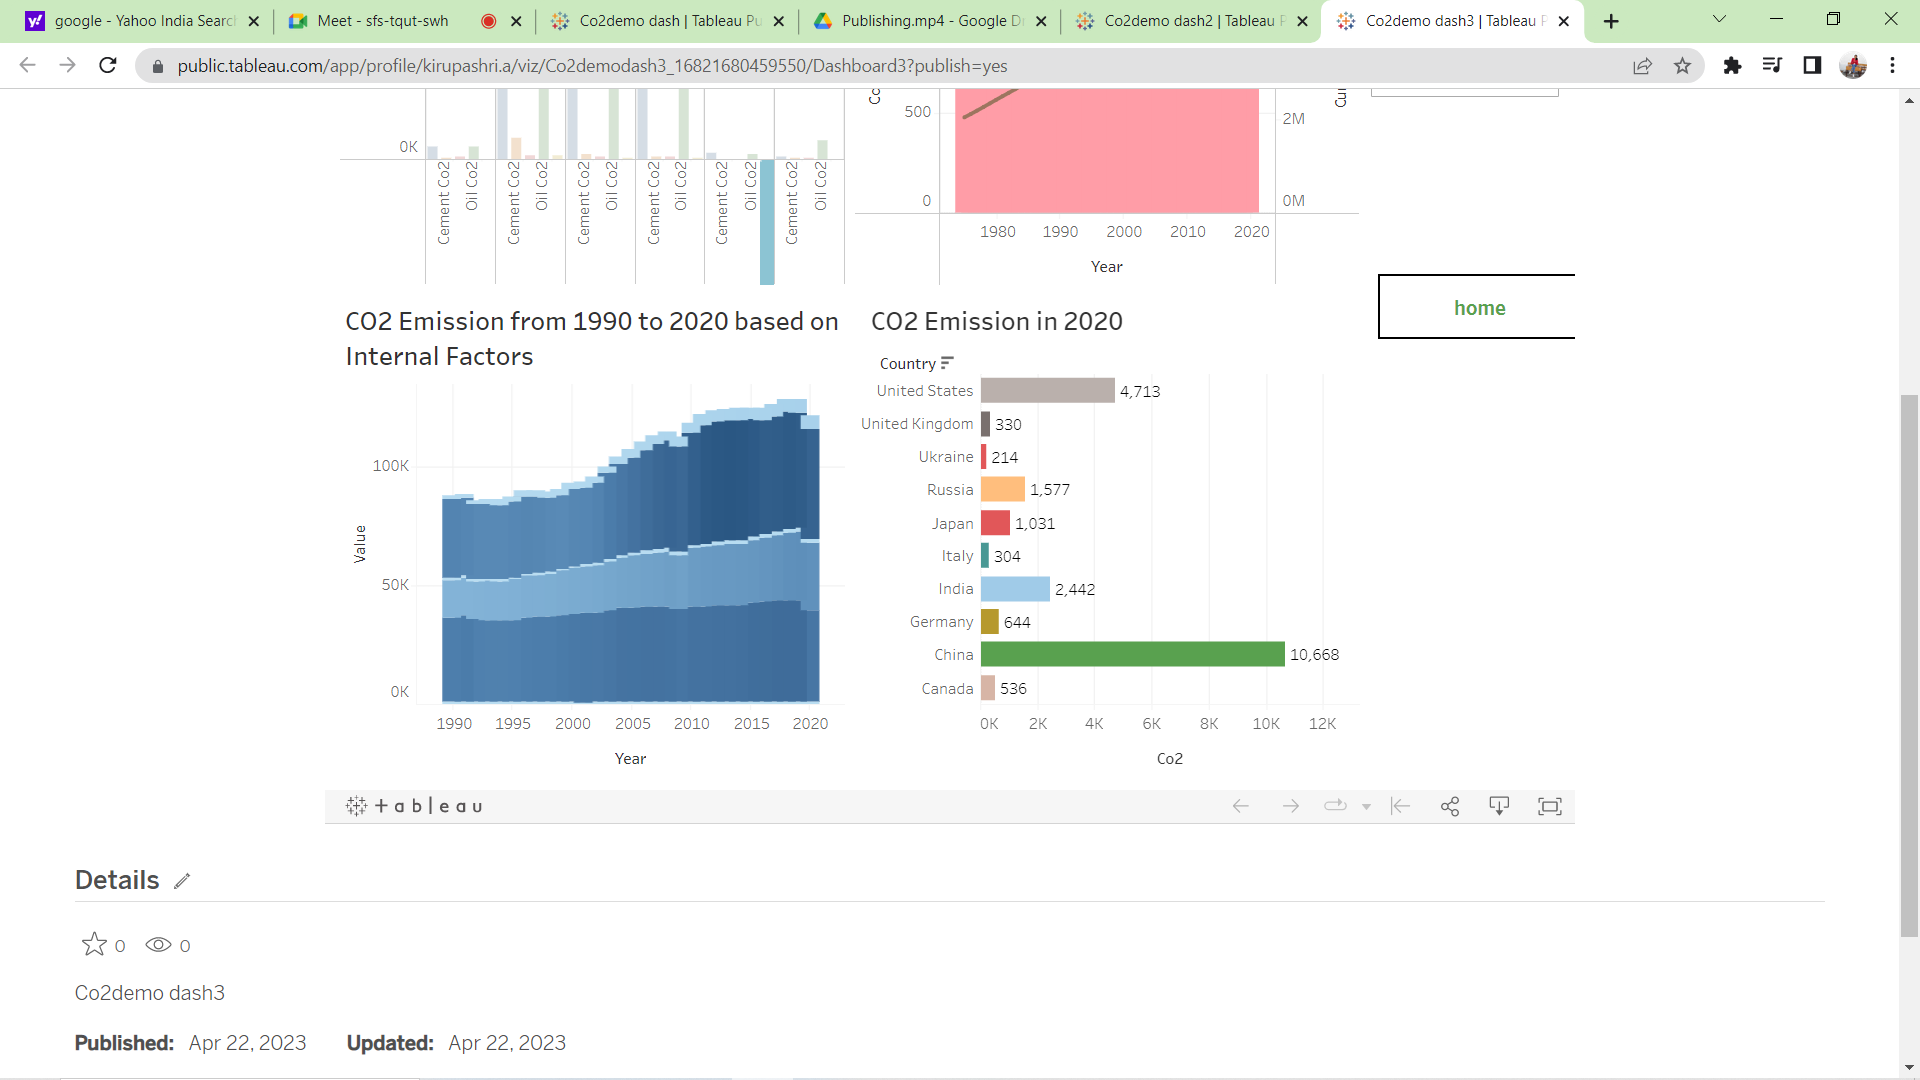 google - Yahoo India Searc
Meet - sfs-tqut-swh
Co2demo dash | Tableau Pu
Publishing.mp4 - Google Dr
Co2demo dash2 | Tableau P
Co2demo dash3 | Tableau P
public.tableau.com/app/profile/kirupashri.a/viz/Co2demodash3_16821680459550/Dashboard3?publish=yes
0K
Cement Co2
Oil Co2
Cement Co2
Oil Co2
Cement Co2
Oil Co2
Cement Co2
Oil Co2
Cement Co2
Oil Co2
Cement Co2
Oil Co2
Co
500
0
Cu
2M
0M
1980 1990 2000 2010 2020
Year
home
CO2 Emission from 1990 to 2020 based on
Internal Factors
Value
100K
50K
0K
1990 1995 2000 2005 2010 2015 2020
Year
CO2 Emission in 2020
Country
United States 4,713
United Kingdom 330
Ukraine 214
Russia 1,577
Japan 1,031
Italy 304
India 2,442
Germany 644
China 10,668
Canada 536
0K 2K 4K 6K 8K 10K 12K
Co2
+ableau
Details
0 0
Co2demo dash3
Published: Apr 22, 2023 Updated: Apr 22, 2023